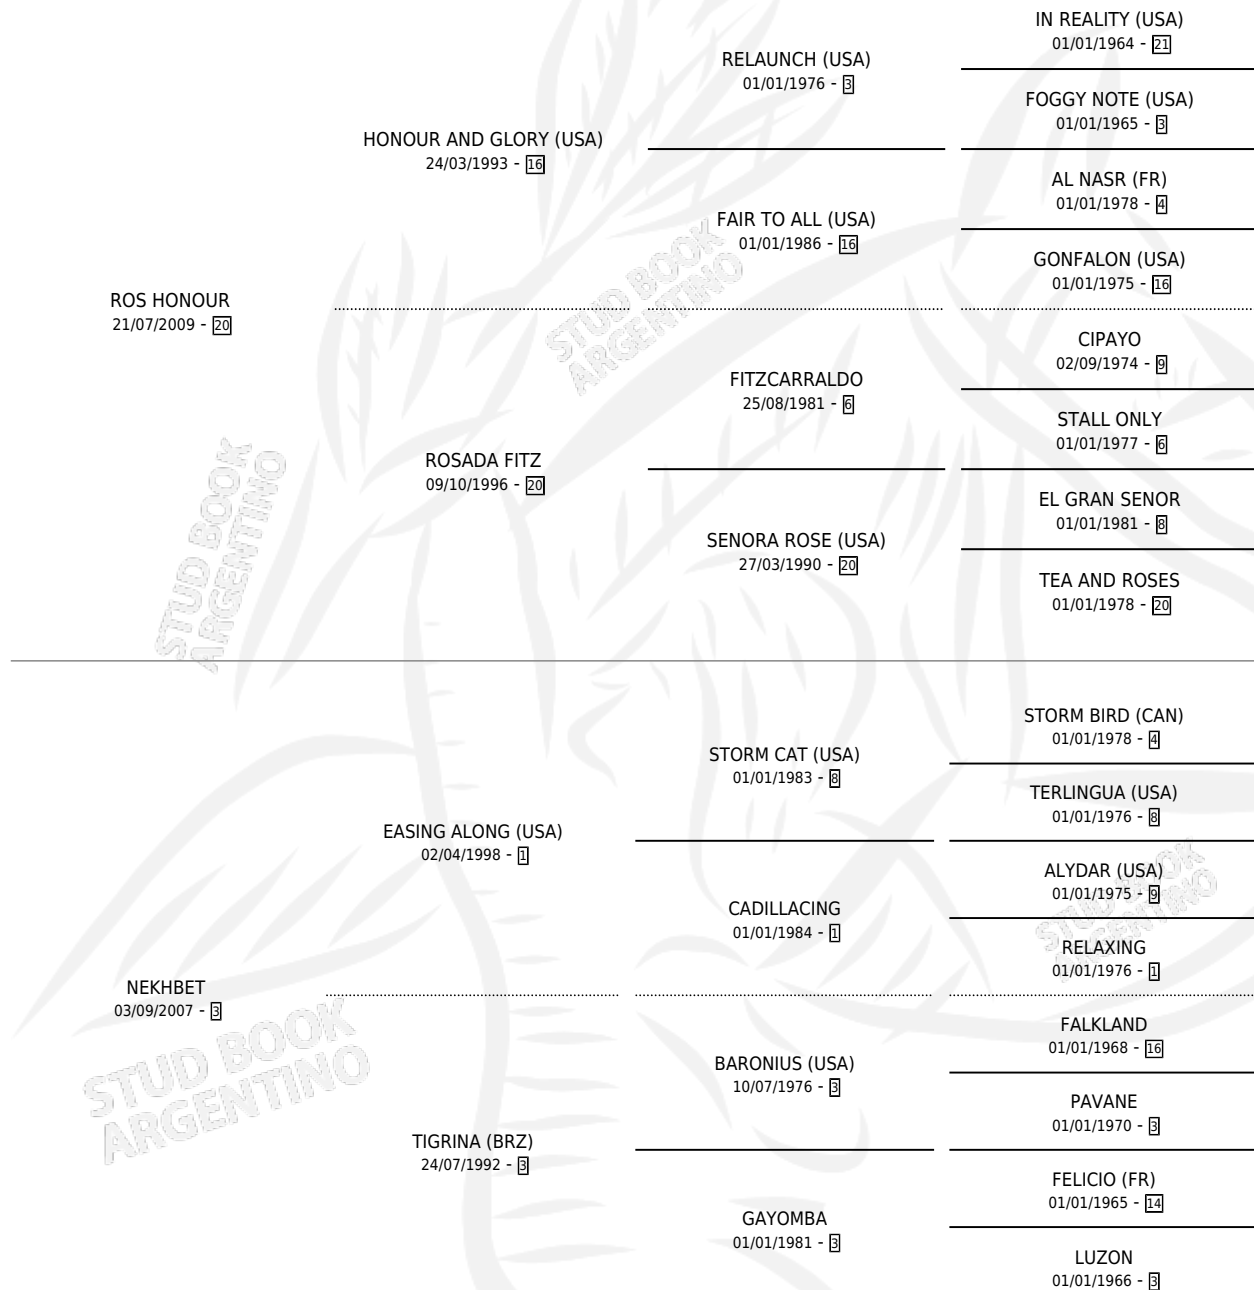 IN REALITY (USA)
01/01/1964 - 21
RELAUNCH (USA)
01/01/1976 - 3
FOGGY NOTE (USA)
01/01/1965 - 3
HONOUR AND GLORY (USA)
24/03/1993 - 16
AL NASR (FR)
01/01/1978 - 4
FAIR TO ALL (USA)
01/01/1986 - 16
GONFALON (USA)
01/01/1975 - 16
ROS HONOUR
21/07/2009 - 20
CIPAYO
02/09/1974 - 9
FITZCARRALDO
25/08/1981 - 6
STALL ONLY
01/01/1977 - 6
ROSADA FITZ
09/10/1996 - 20
EL GRAN SENOR
01/01/1981 - 8
SENORA ROSE (USA)
27/03/1990 - 20
TEA AND ROSES
01/01/1978 - 20
STORM BIRD (CAN)
01/01/1978 - 4
STORM CAT (USA)
01/01/1983 - 8
TERLINGUA (USA)
01/01/1976 - 8
EASING ALONG (USA)
02/04/1998 - 1
ALYDAR (USA)
01/01/1975 - 9
CADILLACING
01/01/1984 - 1
RELAXING
01/01/1976 - 1
NEKHBET
03/09/2007 - 3
FALKLAND
01/01/1968 - 16
BARONIUS (USA)
10/07/1976 - 3
PAVANE
01/01/1970 - 3
TIGRINA (BRZ)
24/07/1992 - 3
FELICIO (FR)
01/01/1965 - 14
GAYOMBA
01/01/1981 - 3
LUZON
01/01/1966 - 3
STUD BOOK
ARGENTINO
STUD BOOK
ARGENTINO
STUD BOOK
ARGENTINO
STUD BOOK
ARGENTINO